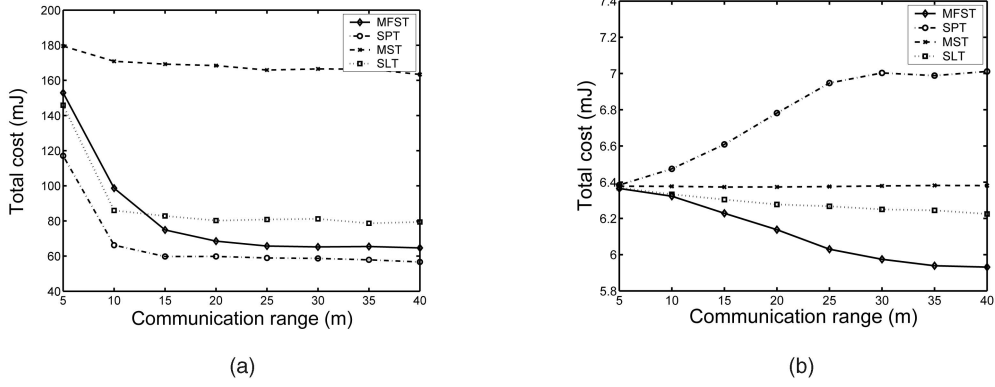 200
180
160
140
120
100
80
60
40
5
10
15
20
25
30
35
40
Total cost (mJ)
Communication range (m)
MFST
SPT
MST
SLT
(a)
7.4
7.2
7
6.8
6.6
6.4
6.2
6
5.8
5
10
15
20
25
30
35
40
Total cost (mJ)
Communication range (m)
MFST
SPT
MST
SLT
(b)